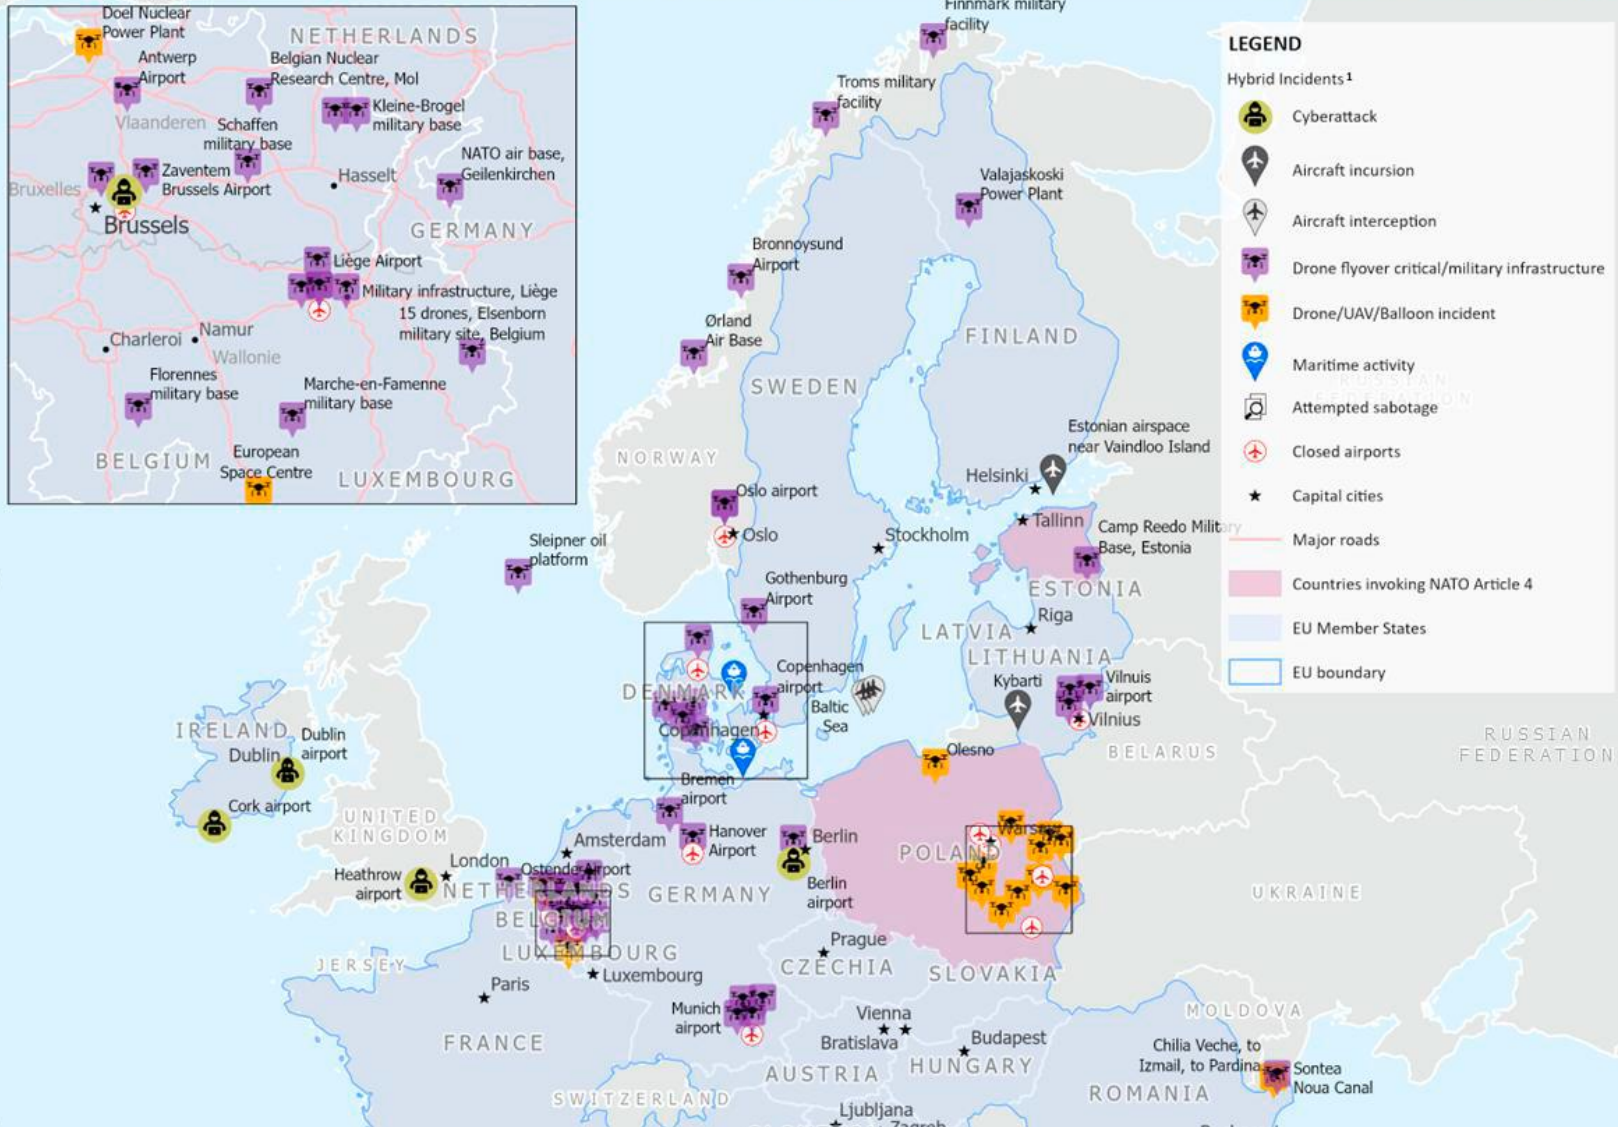 Doel Nuclear
Power Plant
NETHERLANDS
Antwerp
Airport
Belgian Nuclear
Research Centre, Mol
Kleine-Brogel
military base
Vlaanderen
Schaffen
military base
NATO air base,
Geilenkirchen
Zaventem
Brussels Airport
Bruxelles
Hasselt
Brussels
GERMANY
Liège Airport
Military infrastructure, Liège
15 drones, Elsenborn
military site, Belgium
Charleroi
Namur
Wallonie
Florennes
military base
Marche-en-Famenne
military base
European
Space Centre
BELGIUM
LUXEMBOURG
Finnmark military
facility
Troms military
facility
Valajaskoski
Power Plant
Bronnoysund
Airport
Ørland
Air Base
FINLAND
SWEDEN
NORWAY
Estonian airspace
near Vaindloo Island
Helsinki
Oslo airport
Oslo
Stockholm
Tallinn
Camp Reedo Military
Base, Estonia
Sleipner oil
platform
Gothenburg
Airport
ESTONIA
Riga
LATVIA
LITHUANIA
Kybarti
Vilnuis
airport
Vilnius
Copenhagen
airport
DENMARK
Baltic
Sea
Copenhagen
BELARUS
RUSSIAN
FEDERATION
IRELAND
Dublin
Dublin
airport
Cork airport
UNITED
KINGDOM
Olesno
Bremen
airport
Hanover
Airport
Berlin
Berlin
airport
Amsterdam
London
Heathrow
airport
Ostende Airport
NETHERLANDS
GERMANY
BELGIUM
LUXEMBOURG
Luxembourg
POLAND
Warsaw
UKRAINE
JERSEY
Paris
Prague
CZECHIA
SLOVAKIA
FRANCE
Munich
airport
Vienna
Bratislava
Budapest
HUNGARY
AUSTRIA
SWITZERLAND
Ljubljana
Zagreb
MOLDOVA
Chilia Veche, to
Izmail, to Pardina
Sontea
Noua Canal
ROMANIA
LEGEND
Hybrid Incidents¹
Cyberattack
Aircraft incursion
Aircraft interception
Drone flyover critical/military infrastructure
Drone/UAV/Balloon incident
Maritime activity
RUSSIAN
FEDERATION
Attempted sabotage
Closed airports
Capital cities
Major roads
Countries invoking NATO Article 4
EU Member States
EU boundary